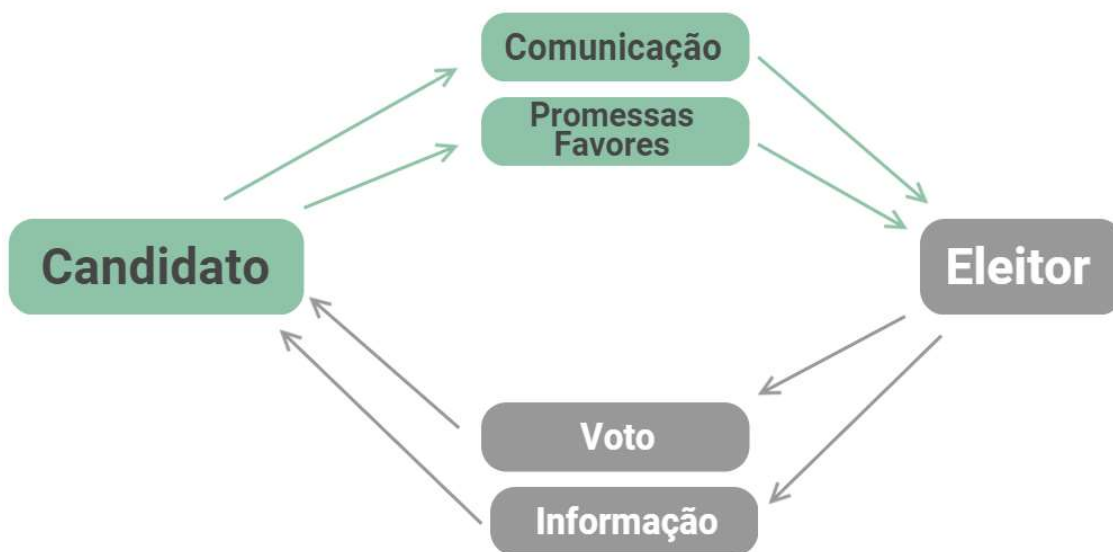 Comunicação
Promessas
Favores
Candidato
Eleitor
Voto
Informação